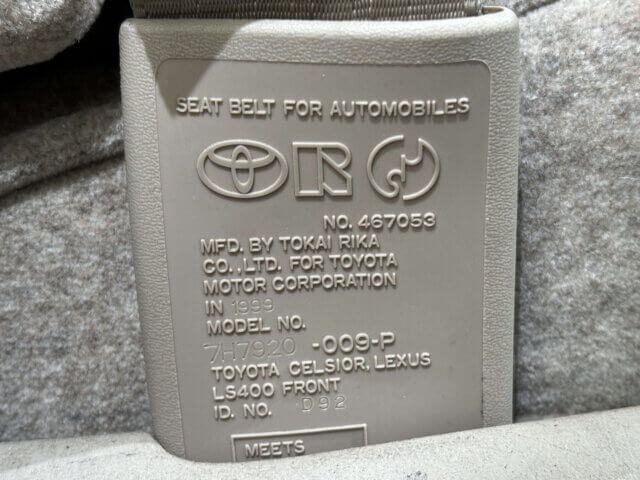 SEAT BELT FOR AUTOMOBILES
NO. 467053
MFD. BY TOKAI RIKA
CO.,LTD. FOR TOYOTA
MOTOR CORPORATION
IN 1999
MODEL NO.
7H7920 -009-P
TOYOTA CELSIOR, LEXUS
LS400 FRONT
ID. NO. D92
MEETS